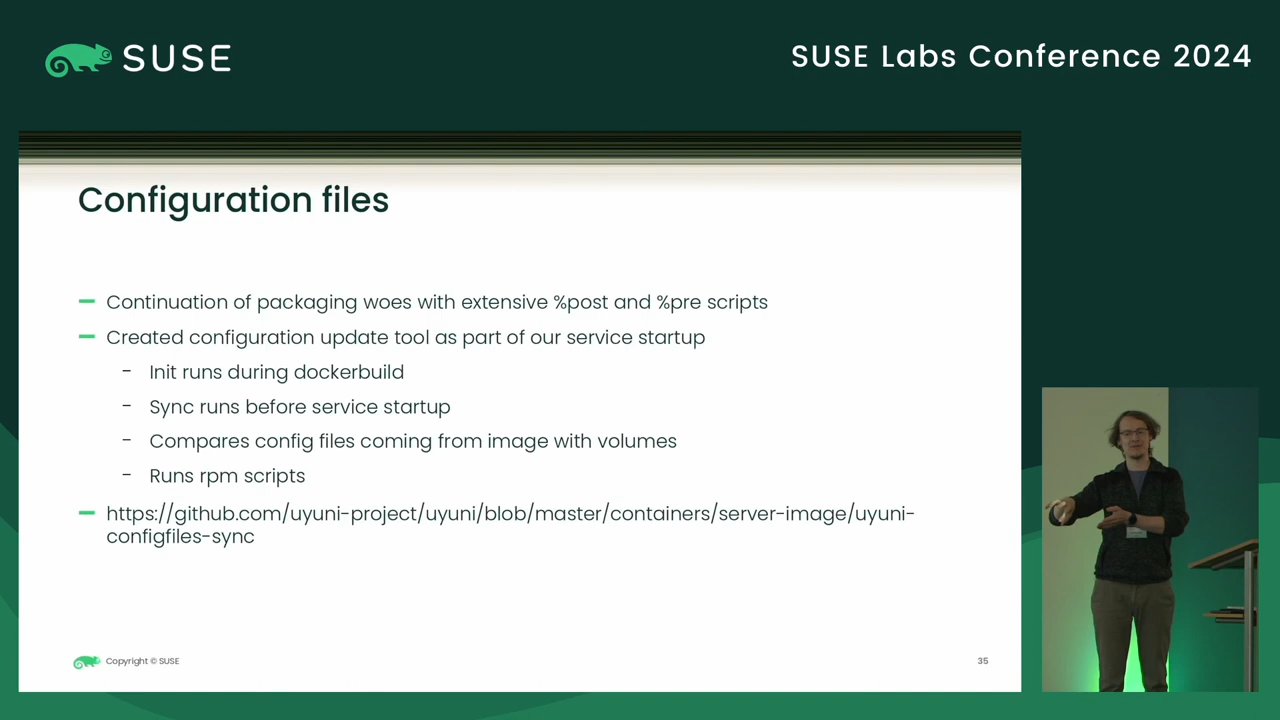 SUSE
SUSE Labs Conference 2024
Configuration files
Continuation of packaging woes with extensive %post and %pre scripts
Created configuration update tool as part of our service startup
- Init runs during dockerbuild
- Sync runs before service startup
- Compares config files coming from image with volumes
- Runs rpm scripts
https://github.com/uyuni-project/uyuni/blob/master/containers/server-image/uyuni-
configfiles-sync
Copyright © SUSE
35